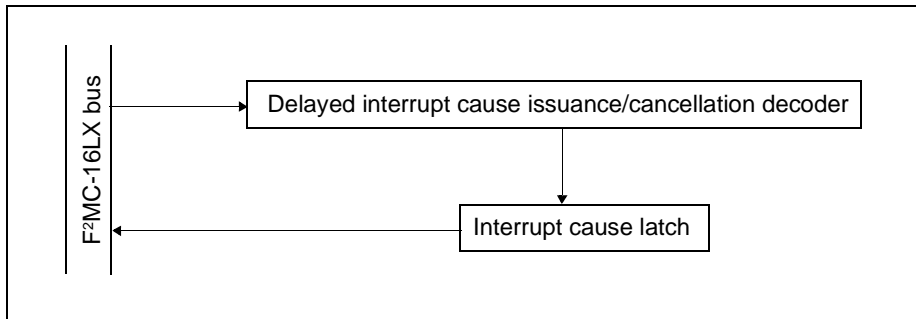 F²MC-16LX bus
Delayed interrupt cause issuance/cancellation decoder
Interrupt cause latch